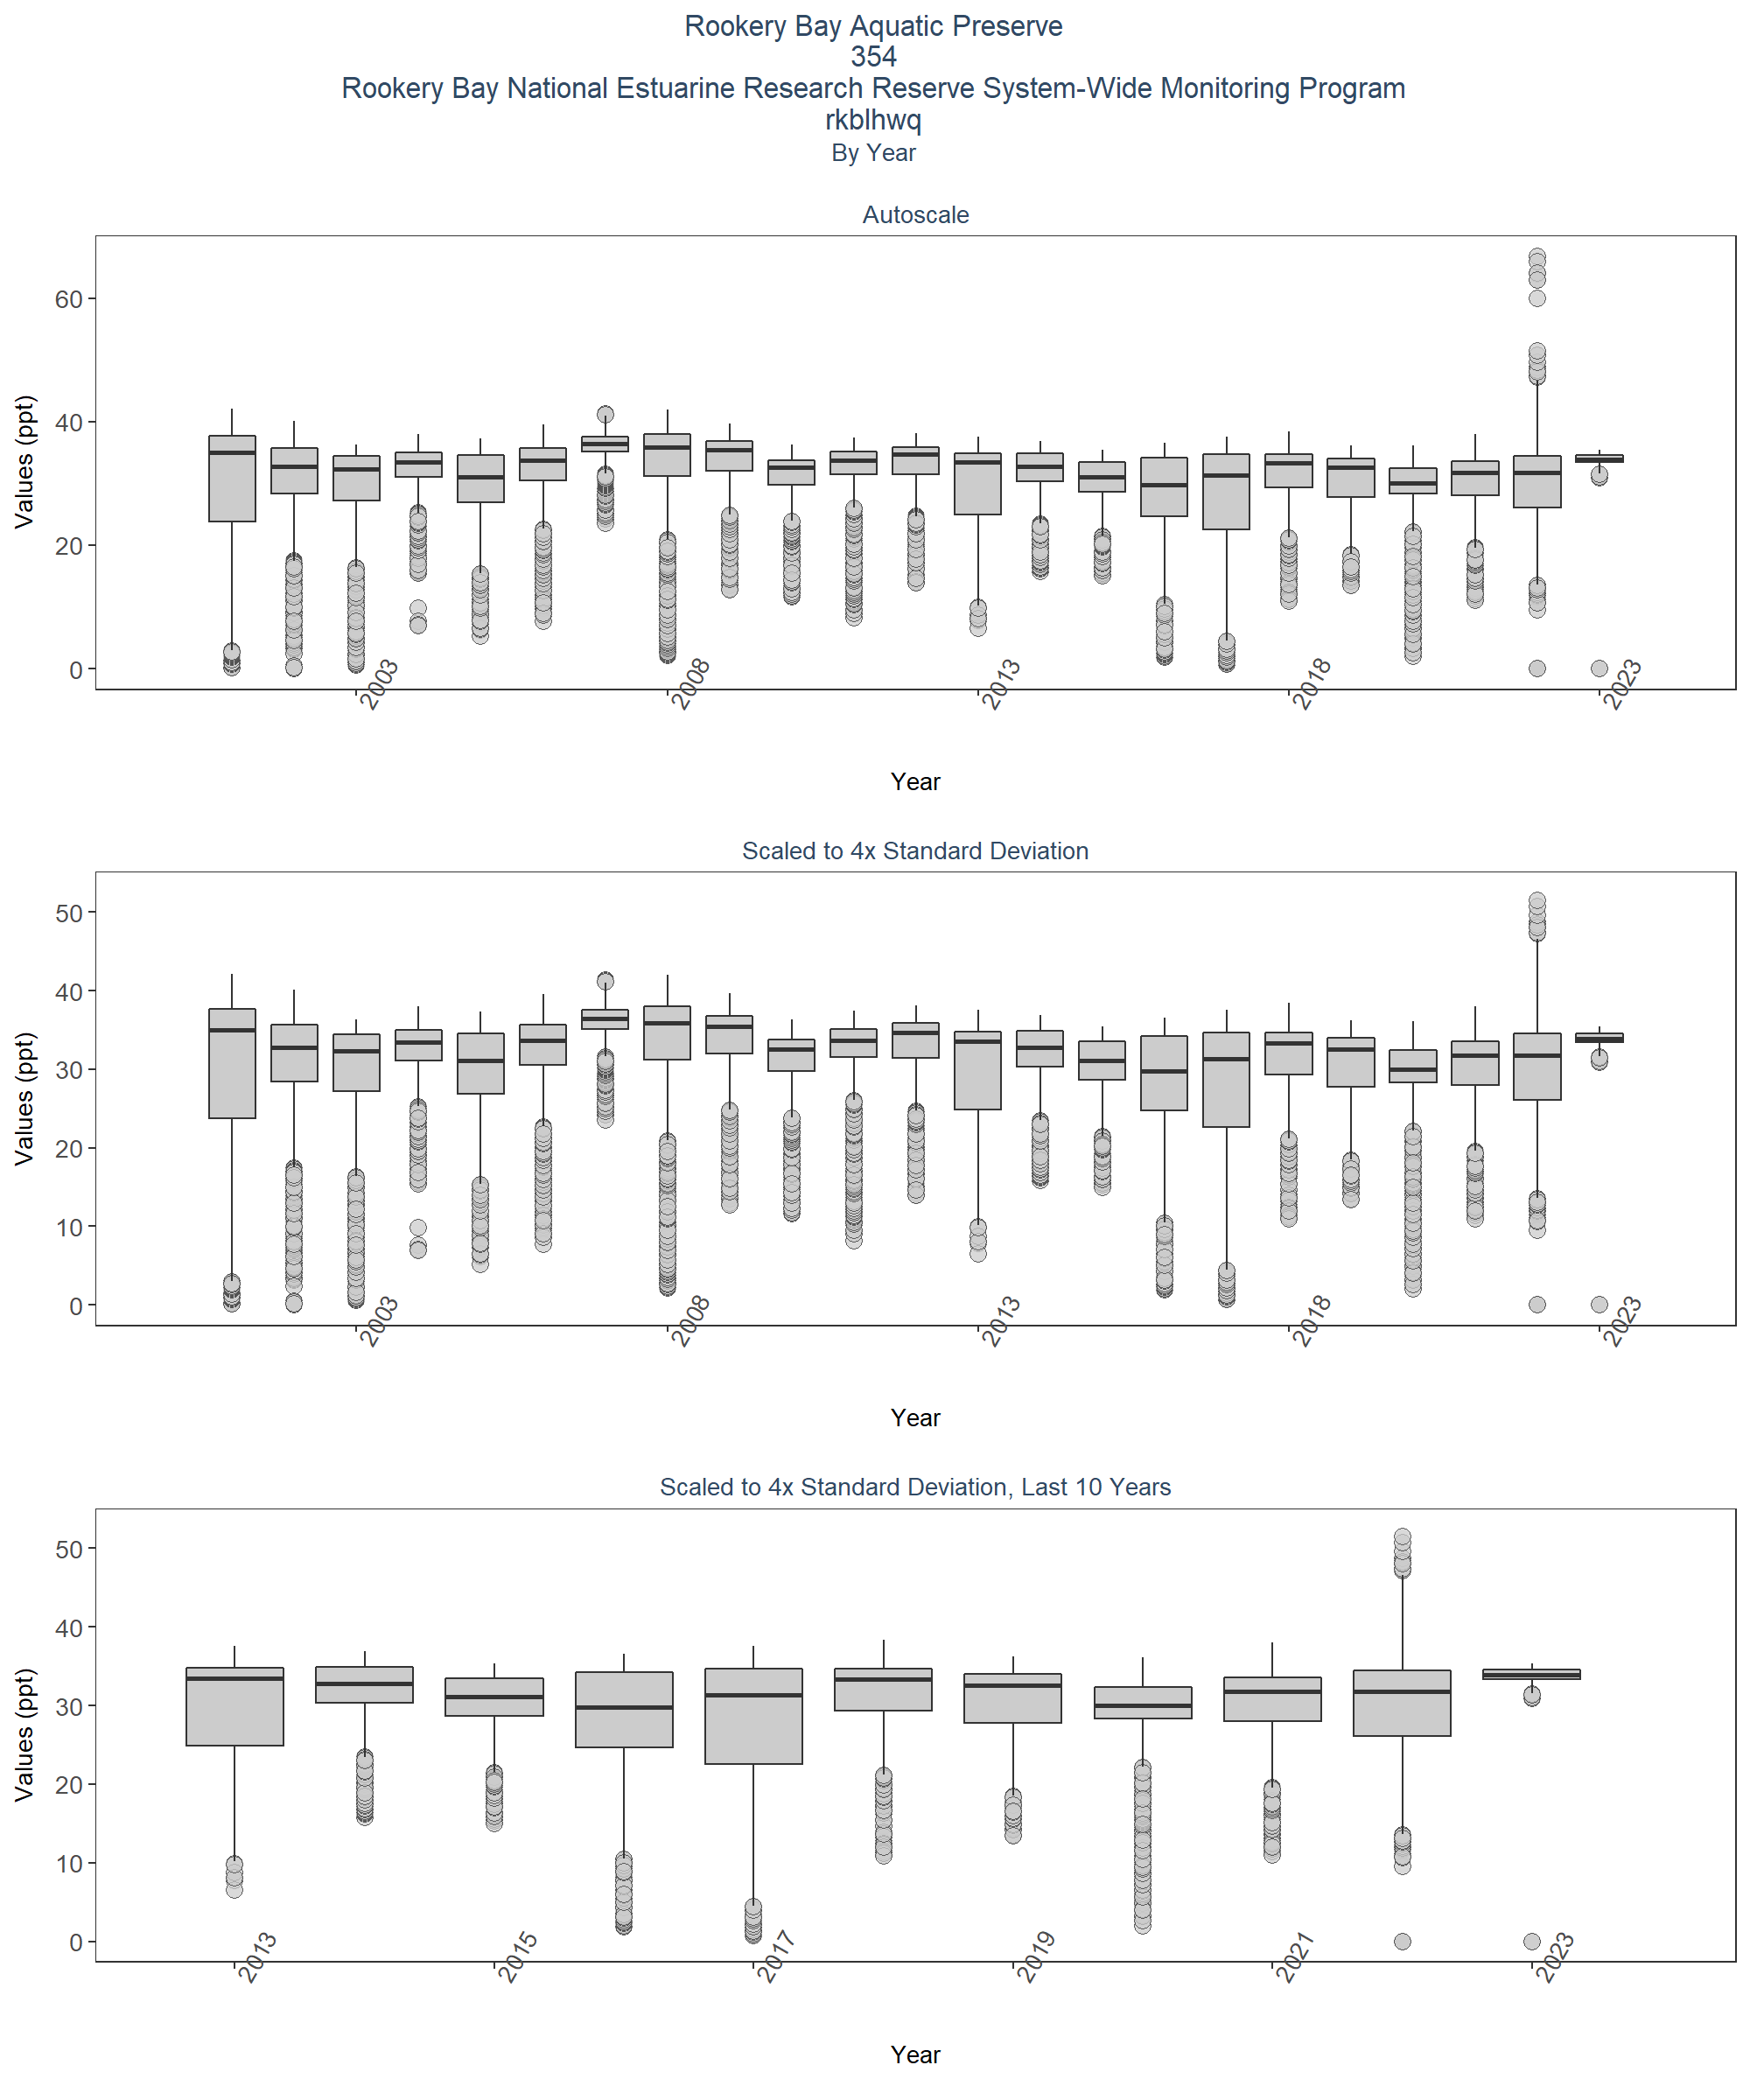 Rookery Bay Aquatic Preserve
354
Rookery Bay National Estuarine Research Reserve System-Wide Monitoring Program
rkblhwq
By Year
Autoscale
Values (ppt)
60
40
20
0
2003
2008
2013
2018
2023
Year
Scaled to 4x Standard Deviation
Values (ppt)
50
40
30
20
10
0
2003
2008
2013
2018
2023
Year
Scaled to 4x Standard Deviation, Last 10 Years
Values (ppt)
50
40
30
20
10
0
2013
2015
2017
2019
2021
2023
Year